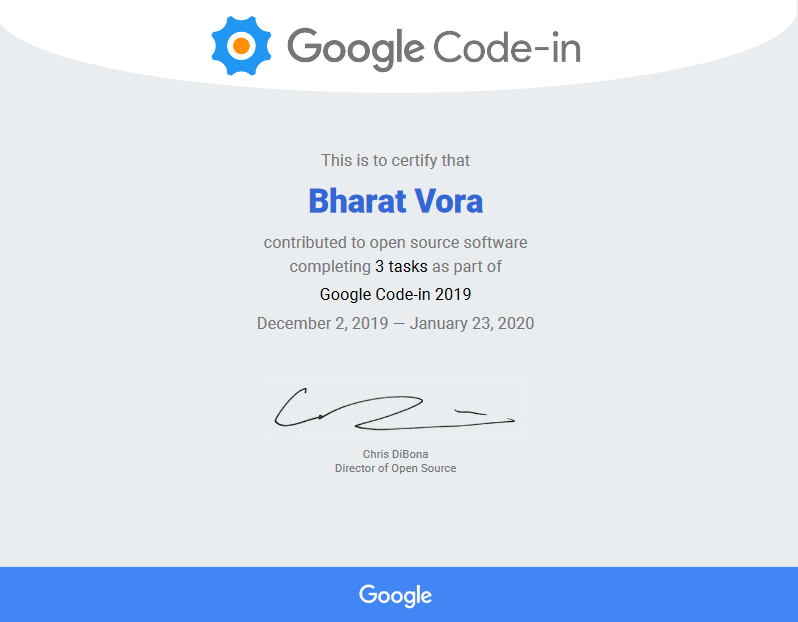 Google Code-in
This is to certify that
Bharat Vora
contributed to open source software
completing 3 tasks as part of
Google Code-in 2019
December 2, 2019 — January 23, 2020
Chris DiBona
Director of Open Source
Google